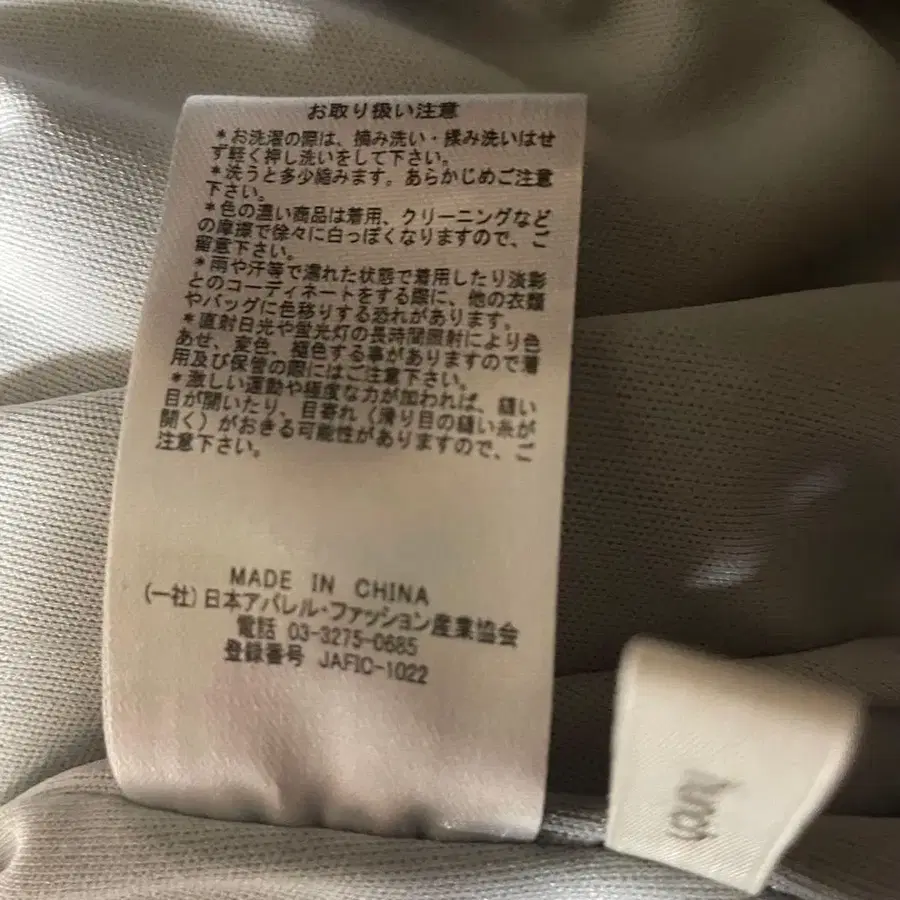 お取り扱い注意
＊お洗濯の際は、摘み洗い・揉み洗いはせ
ず軽く押し洗いをして下さい。
＊洗うと多少縮みます。あらかじめご注意
下さい。
＊色の濃い商品は着用、クリーニングなど
の摩擦で徐々に白っぽくなりますので、ご
留意下さい。
＊雨や汗等で濡れた状態で着用したり淡彩
とのコーディネートをする際に、他の衣類
やバッグに色移りする恐れがあります。
＊直射日光や蛍光灯の長時間照射により色
あせ、変色、褪色する事がありますので着
用及び保管の際にはご注意下さい。
＊激しい運動や極度な力が加われば、縫い
目が開いたり、目寄れ（滑り目の縫い糸が
開く）がおきる可能性がありますので、ご
注意下さい。
MADE IN CHINA
(一社)日本アパレル・ファッション産業協会
電話 03-3275-0685
登録番号 JAFIC-1022